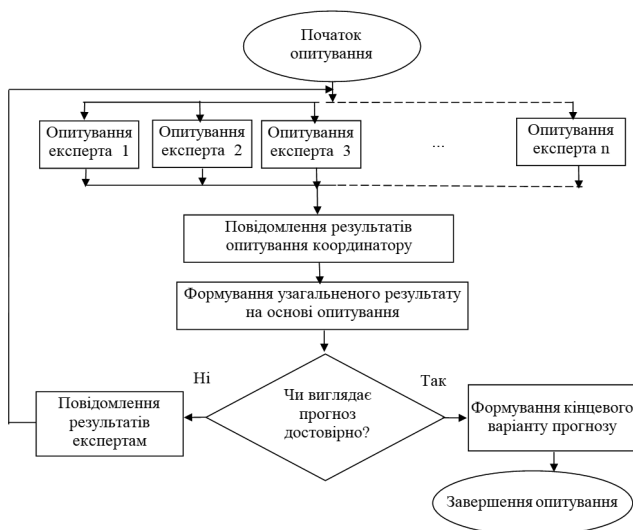 Початок
опитування
Опитування
експерта 1
Опитування
експерта 2
Опитування
експерта 3
...
Опитування
експерта n
Повідомлення результатів
опитування координатору
Формування узагальненого результату
на основі опитування
Ні
Чи виглядає
прогноз
достовірно?
Так
Повідомлення
результатів
експертам
Формування кінцевого
варіанту прогнозу
Завершення опитування